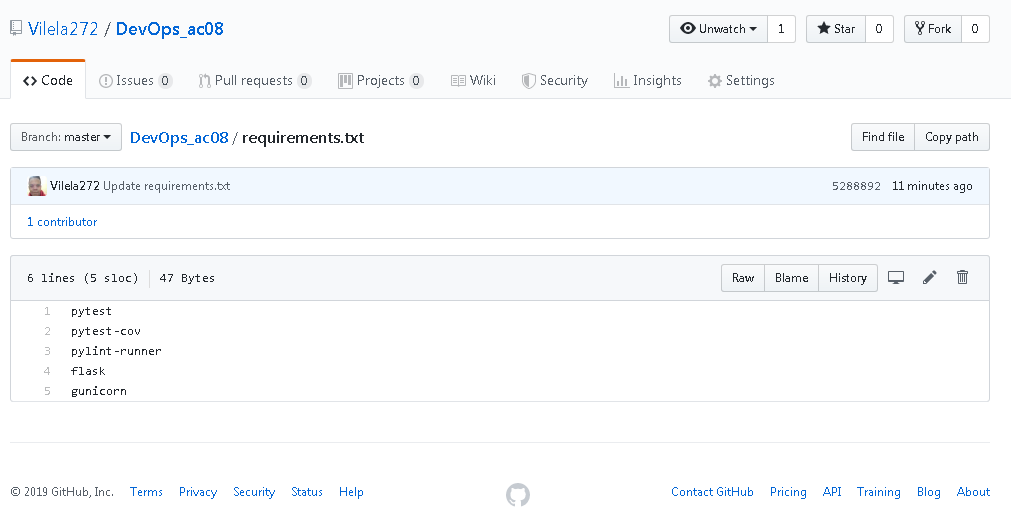 Vilela272 / DevOps_ac08 Unwatch 1 Star 0 Fork 0
Code Issues 0 Pull requests 0 Projects 0 Wiki Security Insights Settings
Branch: master DevOps_ac08 / requirements.txt Find file Copy path
Vilela272 Update requirements.txt 5288892 11 minutes ago
1 contributor
6 lines (5 sloc) 47 Bytes Raw Blame History
1 pytest
2 pytest-cov
3 pylint-runner
4 flask
5 gunicorn
© 2019 GitHub, Inc. Terms Privacy Security Status Help Contact GitHub Pricing API Training Blog About